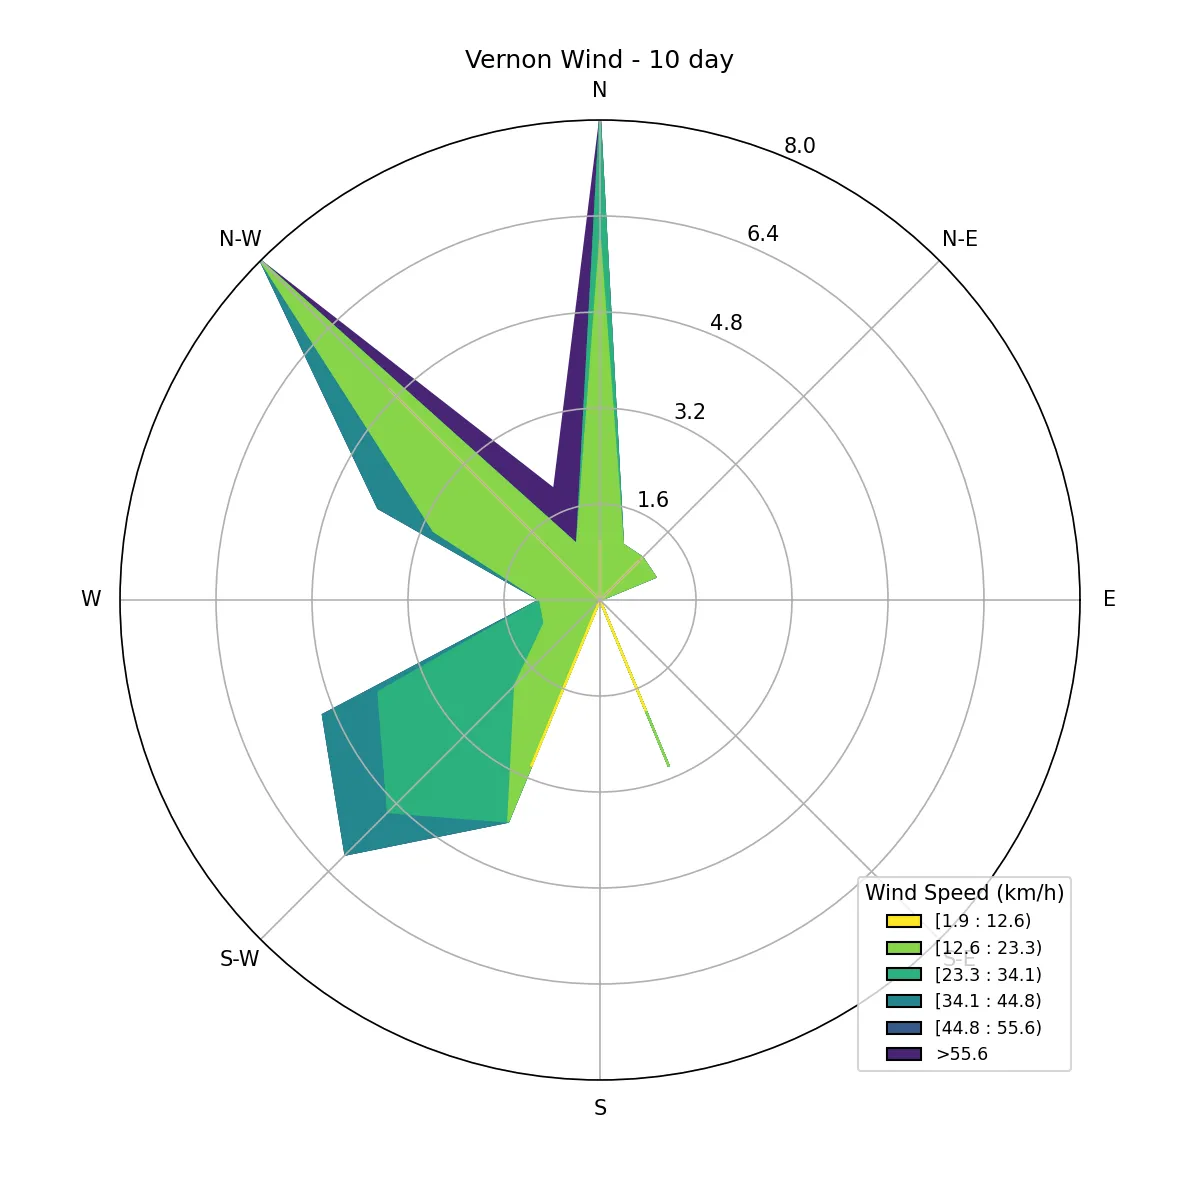 Vernon Wind - 10 day
N
8.0
N-W
6.4
N-E
4.8
3.2
1.6
W
E
Wind Speed (km/h)
[1.9 : 12.6)
[12.6 : 23.3)
S-W
S-E
[23.3 : 34.1)
[34.1 : 44.8)
[44.8 : 55.6)
>55.6
S